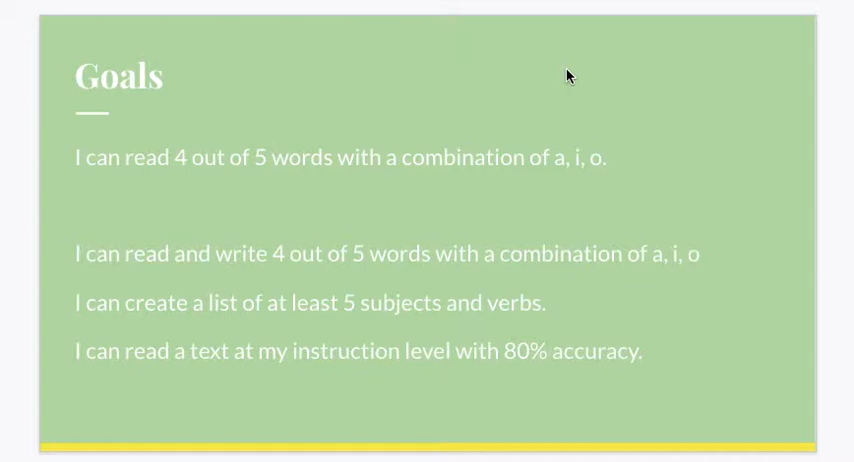 Goals
I can read 4 out of 5 words with a combination of a, i, o.
I can read and write 4 out of 5 words with a combination of a, i, o
I can create a list of at least 5 subjects and verbs.
I can read a text at my instruction level with 80% accuracy.